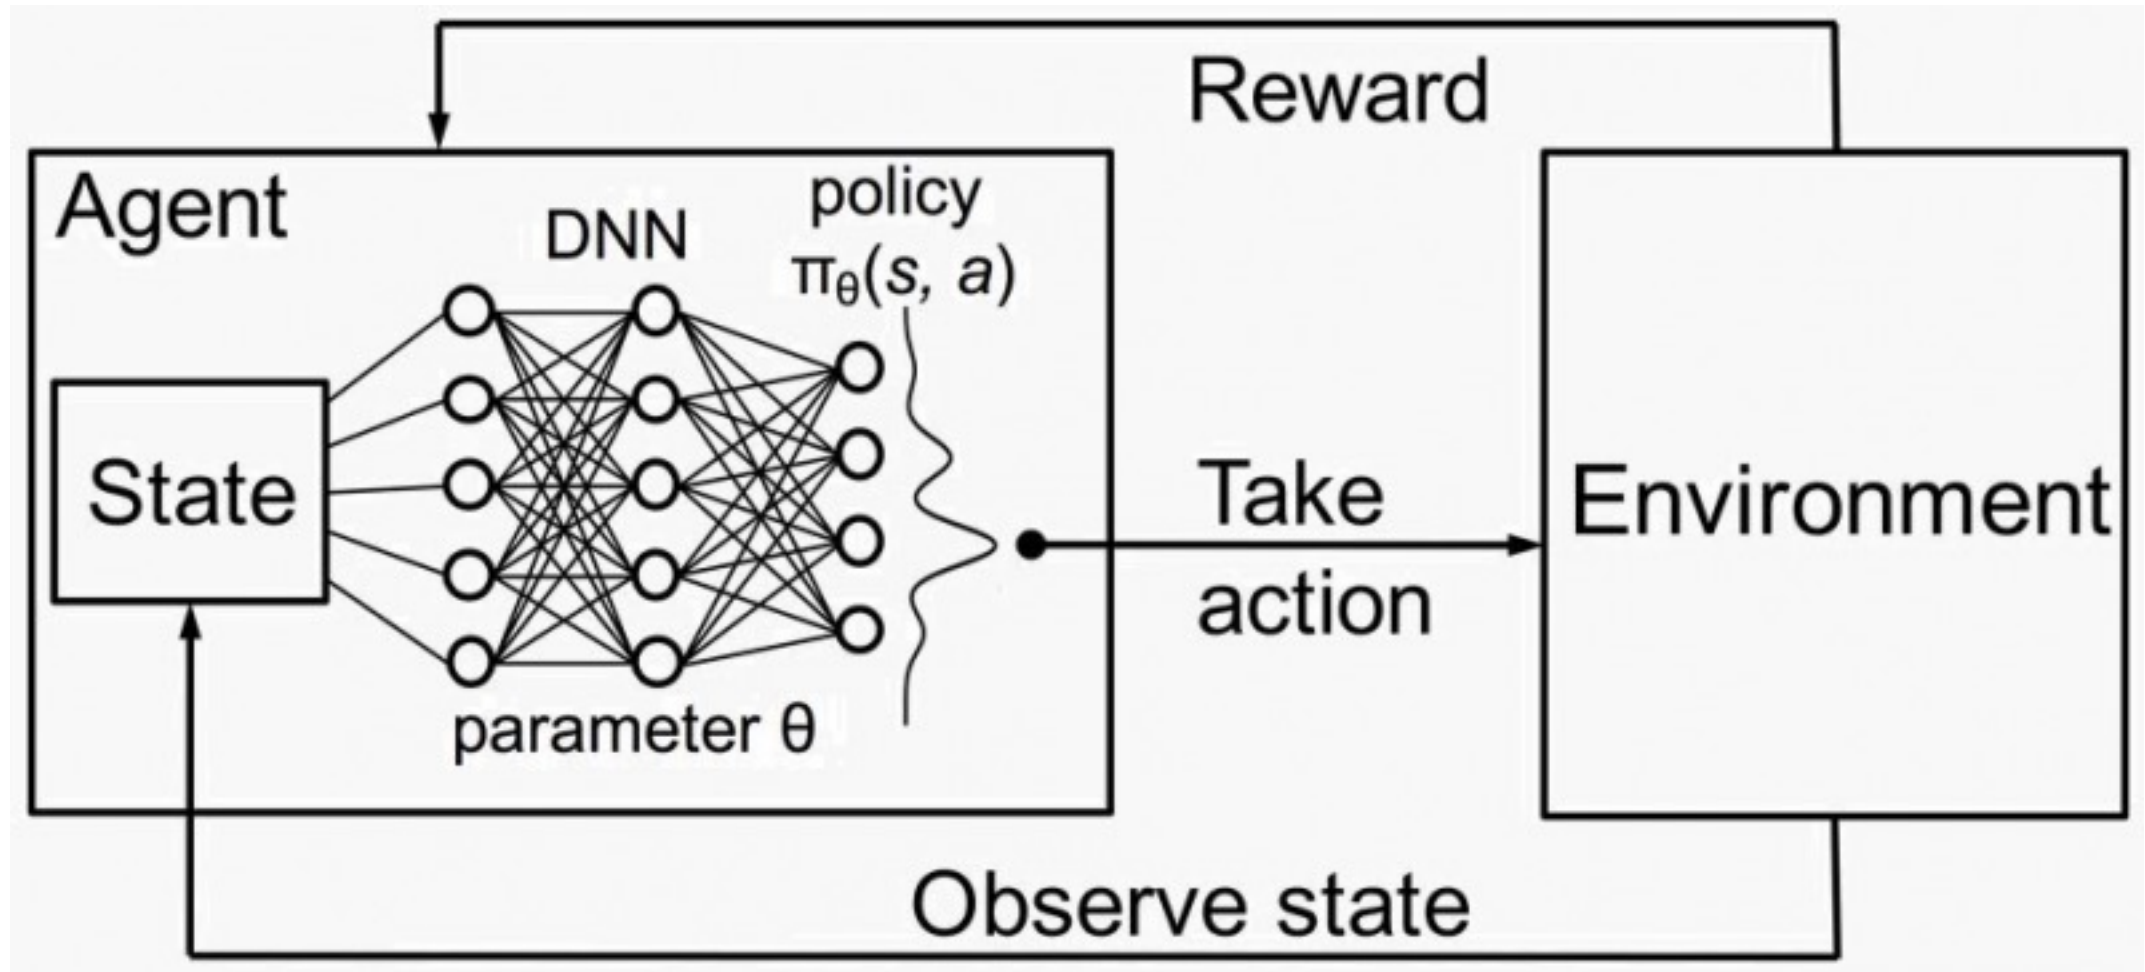 Reward
Agent
policy
DNN
πθ(s, a)
State
Take
action
Environment
parameter θ
Observe state